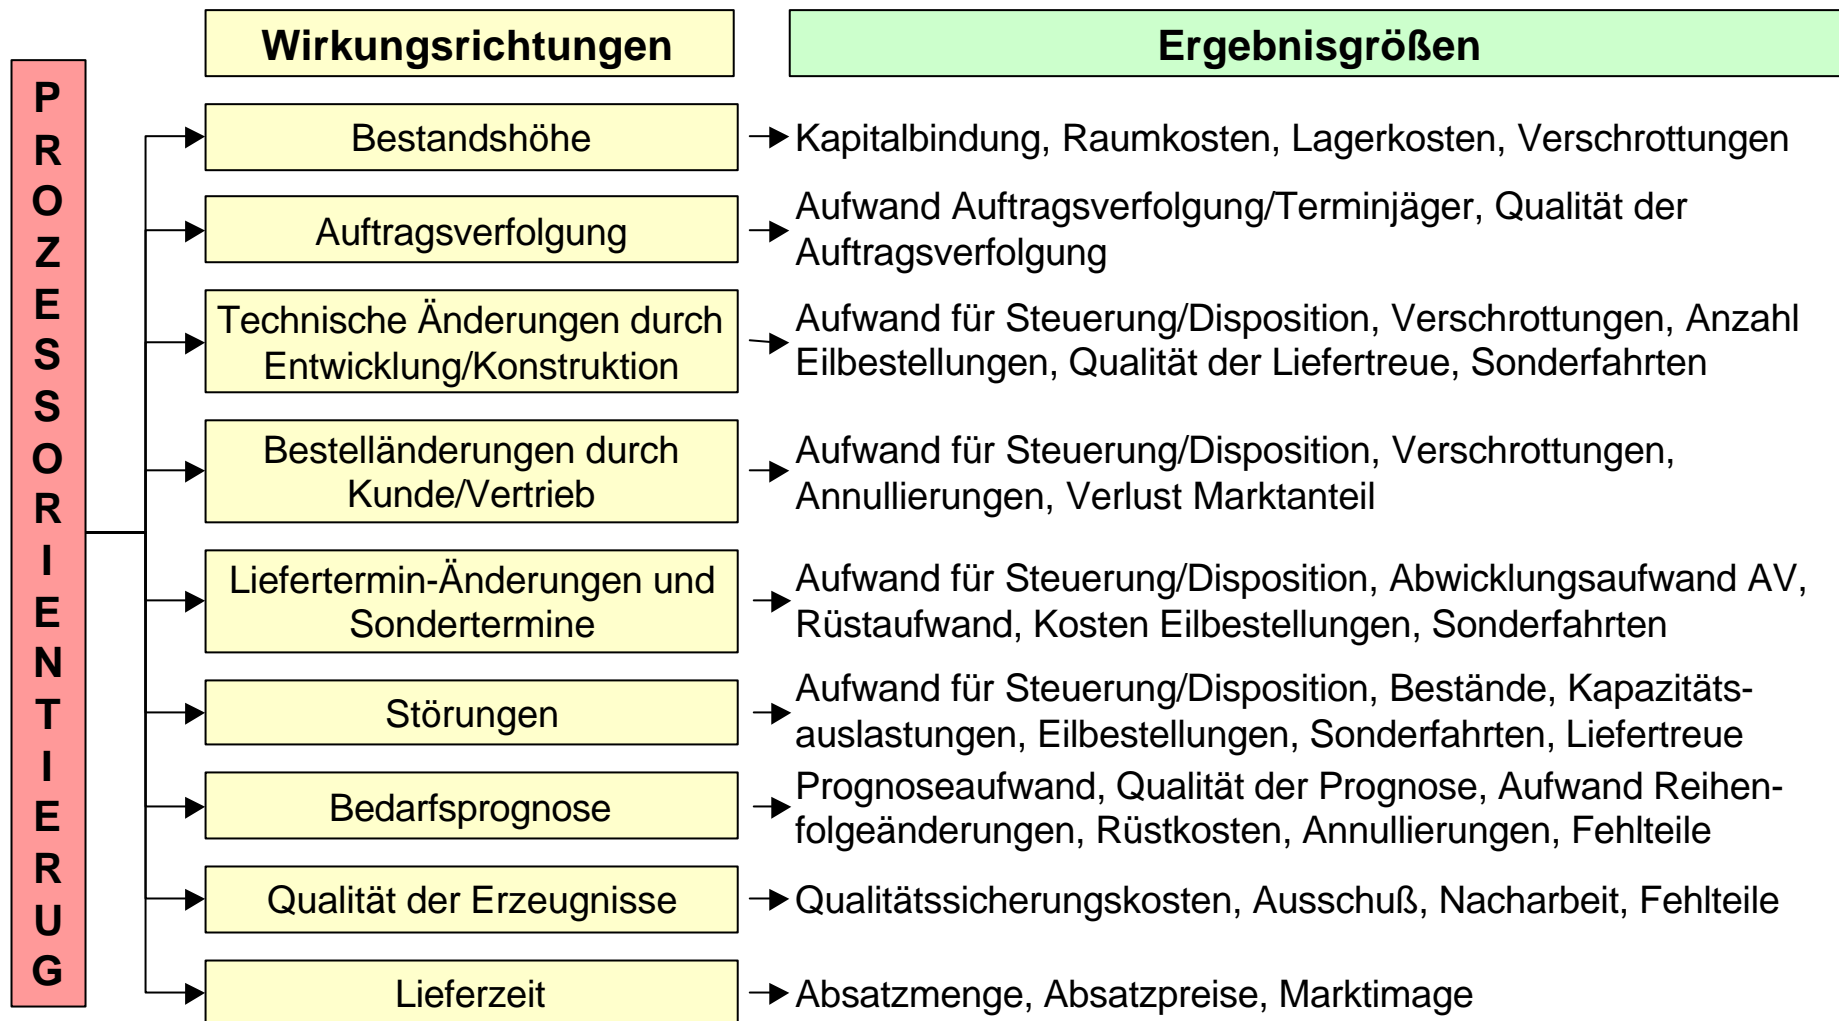 PROZESSORIENTIERUG
Wirkungsrichtungen
Ergebnisgrößen
Bestandshöhe
Kapitalbindung, Raumkosten, Lagerkosten, Verschrottungen
Auftragsverfolgung
Aufwand Auftragsverfolgung/Terminjäger, Qualität der
Auftragsverfolgung
Technische Änderungen durch
Entwicklung/Konstruktion
Aufwand für Steuerung/Disposition, Verschrottungen, Anzahl
Eilbestellungen, Qualität der Liefertreue, Sonderfahrten
Bestelländerungen durch
Kunde/Vertrieb
Aufwand für Steuerung/Disposition, Verschrottungen,
Annullierungen, Verlust Marktanteil
Liefertermin-Änderungen und
Sondertermine
Aufwand für Steuerung/Disposition, Abwicklungsaufwand AV,
Rüstaufwand, Kosten Eilbestellungen, Sonderfahrten
Störungen
Aufwand für Steuerung/Disposition, Bestände, Kapazitäts-
auslastungen, Eilbestellungen, Sonderfahrten, Liefertreue
Bedarfsprognose
Prognoseaufwand, Qualität der Prognose, Aufwand Reihen-
folgeänderungen, Rüstkosten, Annullierungen, Fehlteile
Qualität der Erzeugnisse
Qualitätssicherungskosten, Ausschuß, Nacharbeit, Fehlteile
Lieferzeit
Absatzmenge, Absatzpreise, Marktimage